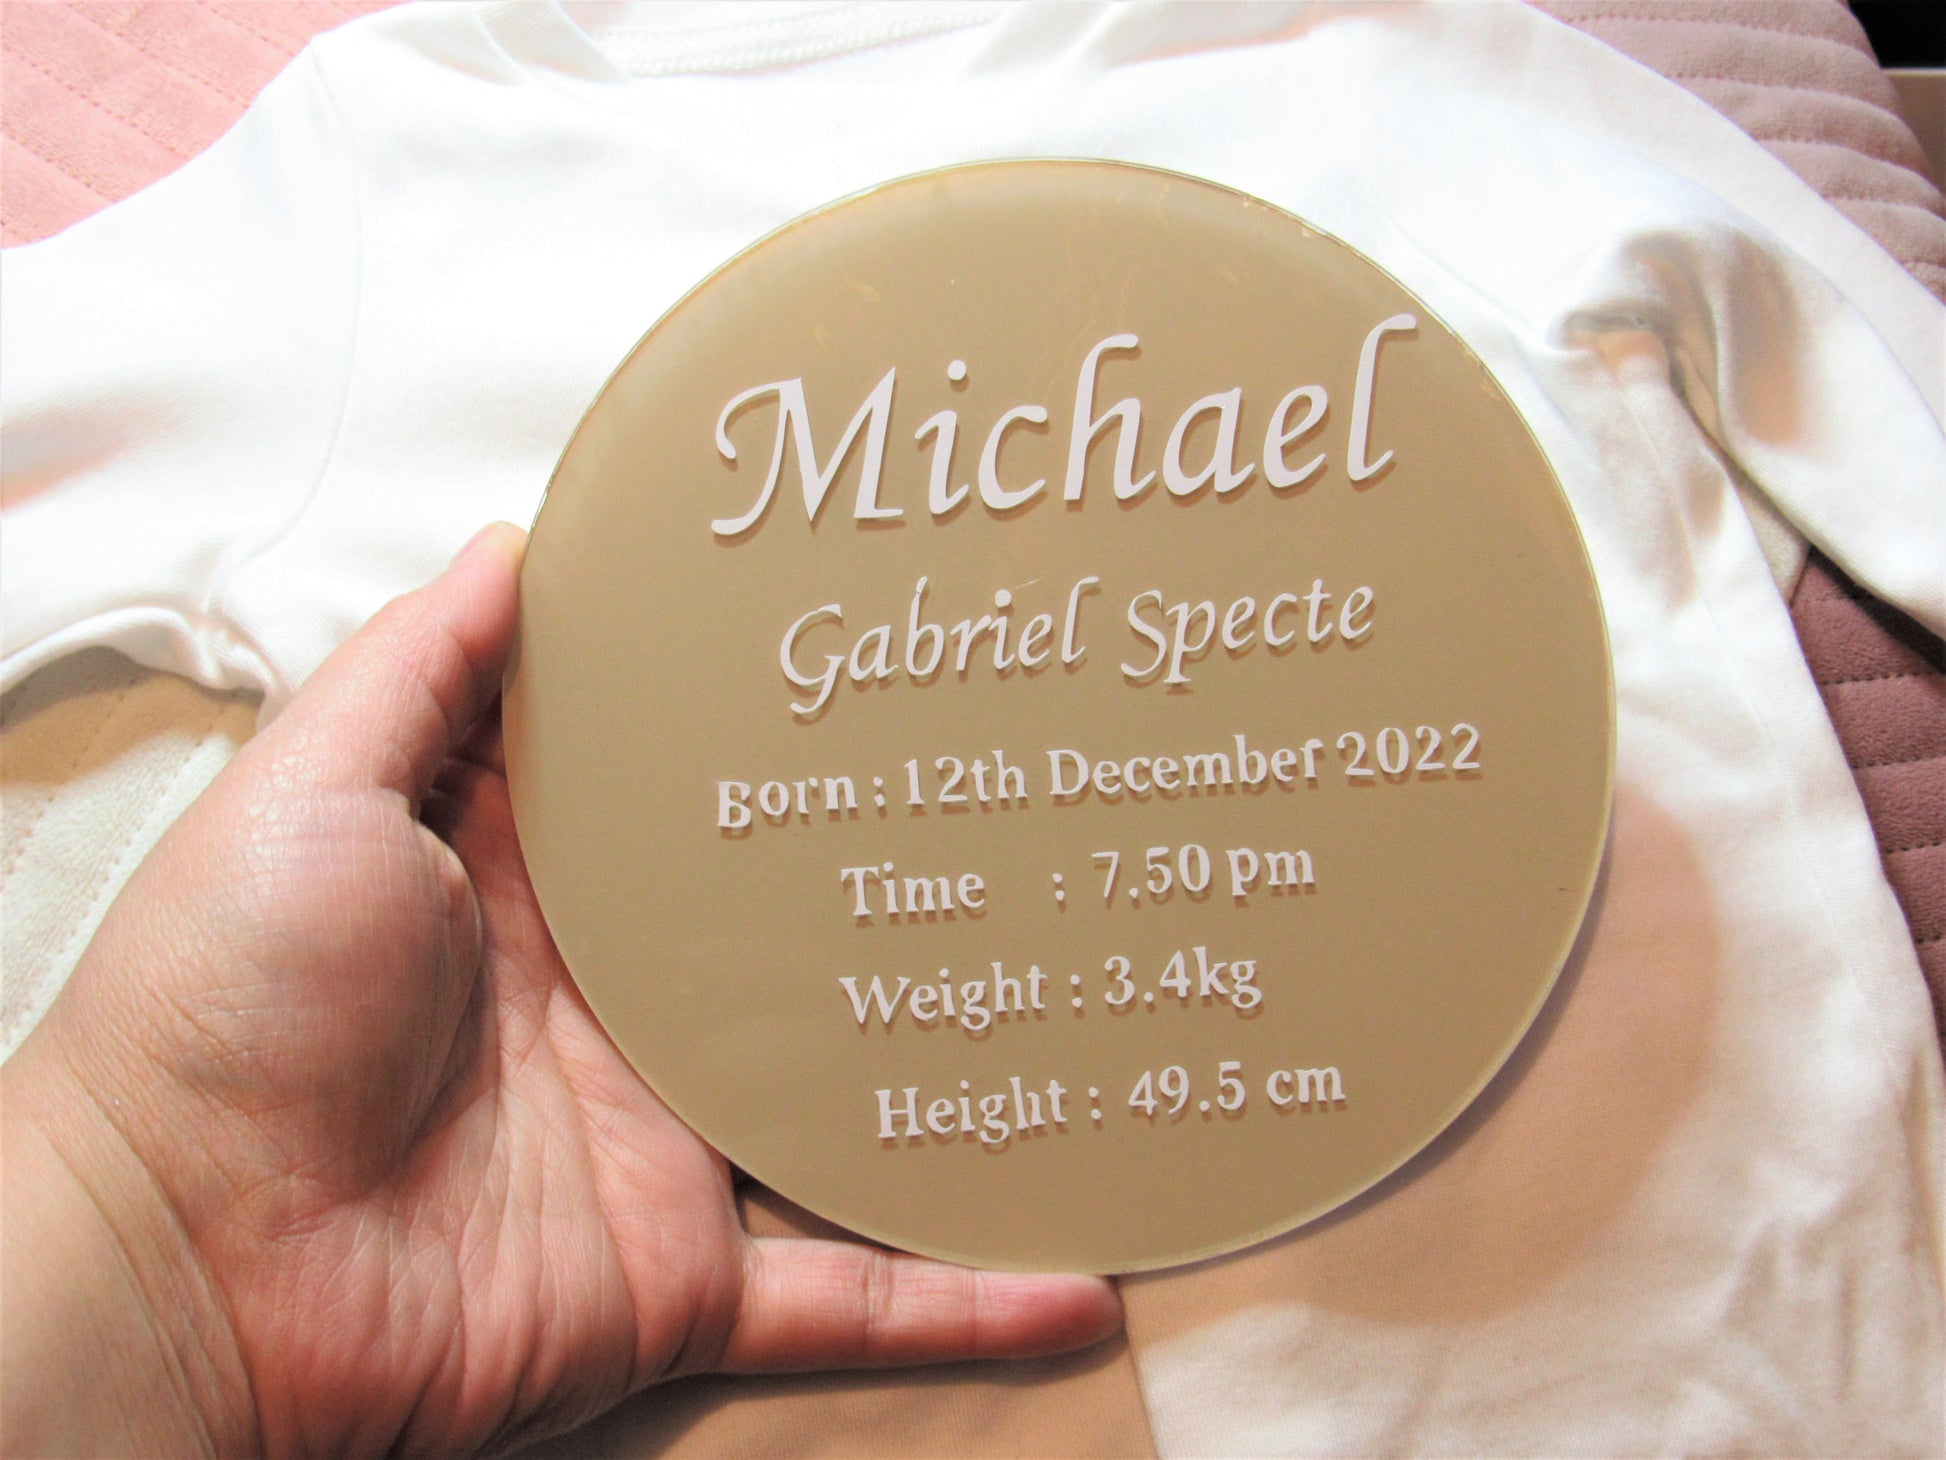 Michael
Gabriel Specte
Born : 12th December 2022
Time : 7.50 pm
Weight : 3.4kg
Height : 49.5 cm